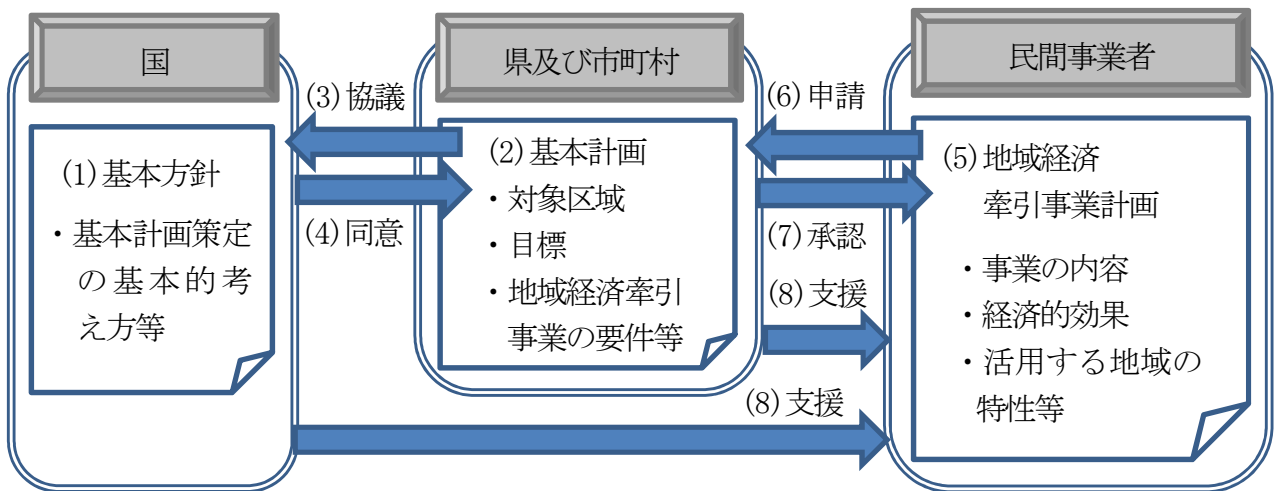 国
(1)基本方針
・基本計画策定
の基本的考
え方等
(3)協議
(4)同意
県及び市町村
(2)基本計画
・対象区域
・目標
・地域経済牽引
事業の要件等
(6)申請
(7)承認
(8)支援
(8)支援
民間事業者
(5)地域経済
牽引事業計画
・事業の内容
・経済的効果
・活用する地域の
特性等